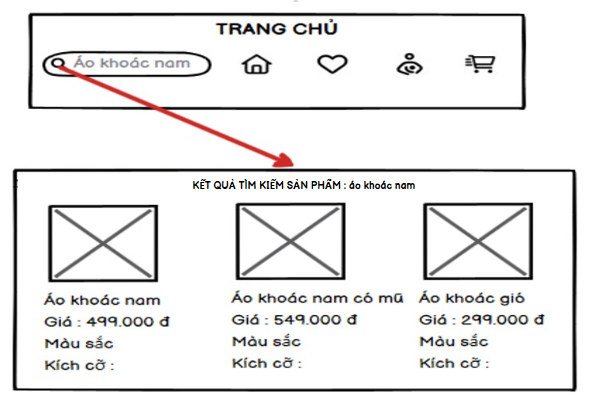 TRANG CHỦ
Áo khoác nam
KẾT QUẢ TÌM KIẾM SẢN PHẨM : áo khoác nam
Áo khoác nam
Giá : 499.000 đ
Màu sắc
Kích cỡ :
Áo khoác nam có mũ
Giá : 549.000 đ
Màu sắc
Kích cỡ :
Áo khoác gió
Giá : 299.000 đ
Màu sắc
Kích cỡ :